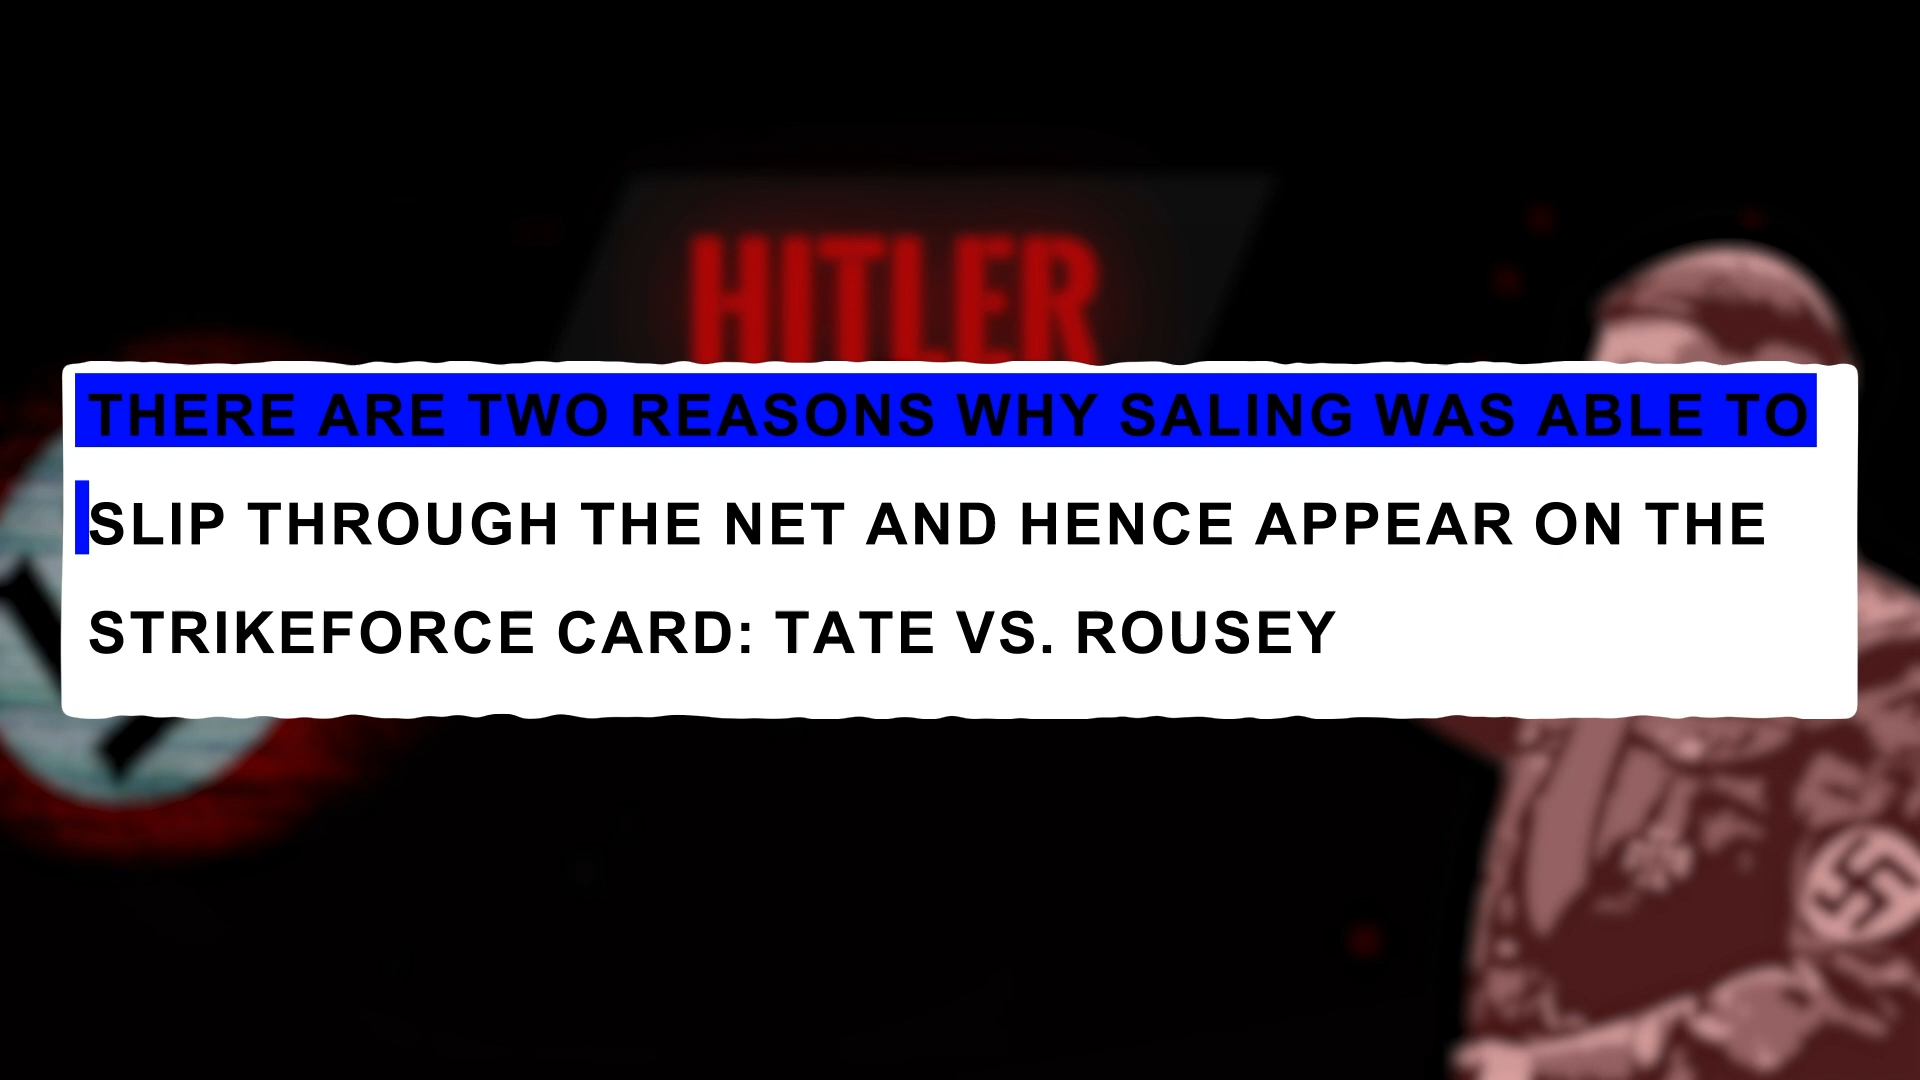 HITLER
THERE ARE TWO REASONS WHY SALING WAS ABLE TO
SLIP THROUGH THE NET AND HENCE APPEAR ON THE
STRIKEFORCE CARD: TATE VS. ROUSEY